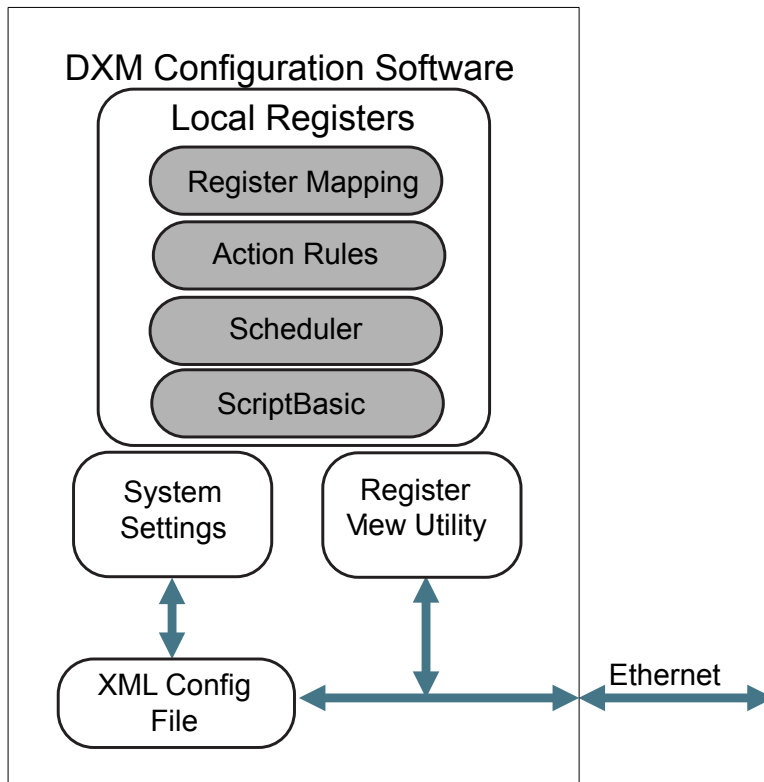 DXM Configuration Software
Local Registers
Register Mapping
Action Rules
Scheduler
ScriptBasic
System
Settings
Register
View Utility
XML Config
File
Ethernet